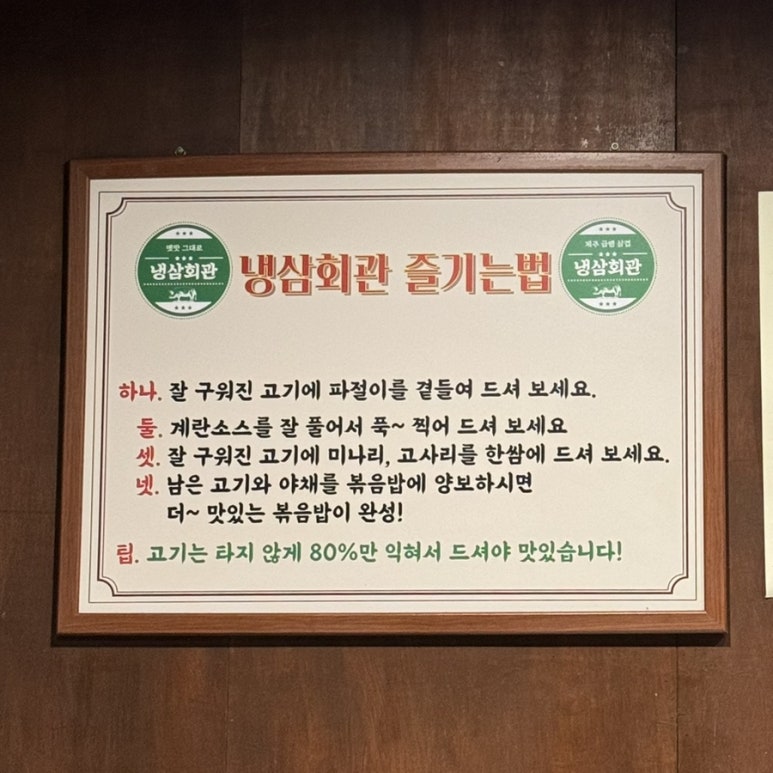 옛맛 그대로
냉삼회관
냉삼회관 즐기는법
제주 급랭 삼겹
냉삼회관
하나. 잘 구워진 고기에 파절이를 곁들여 드셔 보세요.
둘. 계란소스를 잘 풀어서 푹~ 찍어 드셔 보세요
셋. 잘 구워진 고기에 미나리, 고사리를 한쌈에 드셔 보세요.
넷. 남은 고기와 야채를 볶음밥에 양보하시면
더~ 맛있는 볶음밥이 완성!
팁. 고기는 타지 않게 80%만 익혀서 드셔야 맛있습니다!